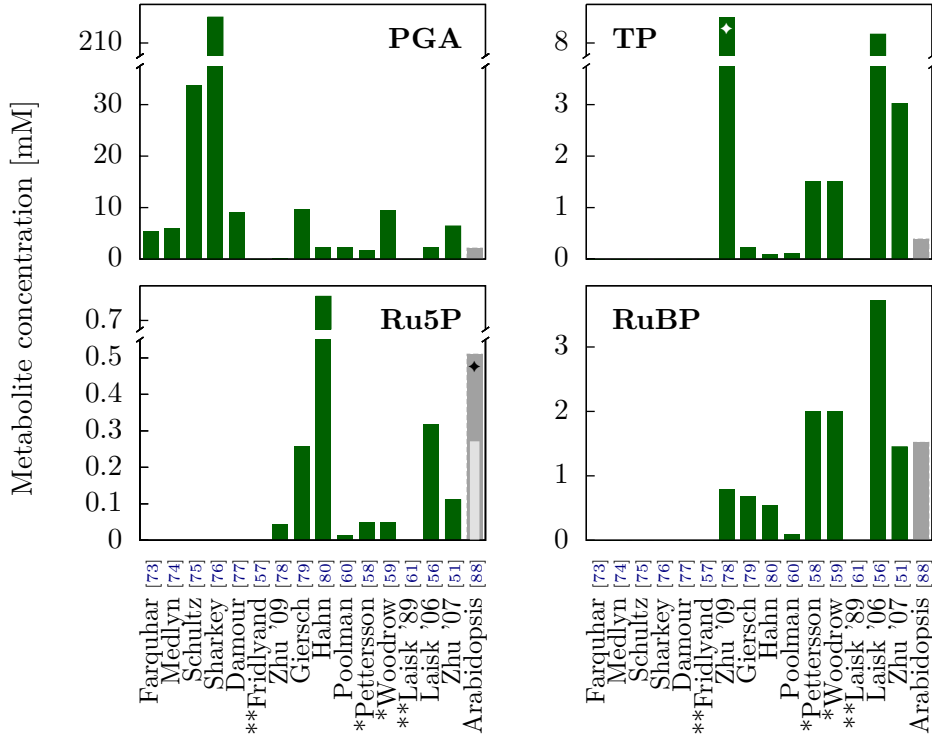 Metabolite concentration [mM]
PGA
210
30
20
10
0
TP
8
3
2
1
0
Ru5P
0.7
0.5
0.4
0.3
0.2
0.1
0
RuBP
3
2
1
0
Farquhar [73]
Medlyn [74]
Schultz [75]
Sharkey [76]
Damour [77]
**Fridlyand [57]
Zhu '09 [78]
Giersch [79]
Hahn [80]
Poolman [60]
*Pettersson [58]
*Woodrow [59]
**Laisk '89 [61]
Laisk '06 [56]
Zhu '07 [51]
Arabidopsis [88]
Farquhar [73]
Medlyn [74]
Schultz [75]
Sharkey [76]
Damour [77]
**Fridlyand [57]
Zhu '09 [78]
Giersch [79]
Hahn [80]
Poolman [60]
*Pettersson [58]
*Woodrow [59]
**Laisk '89 [61]
Laisk '06 [56]
Zhu '07 [51]
Arabidopsis [88]